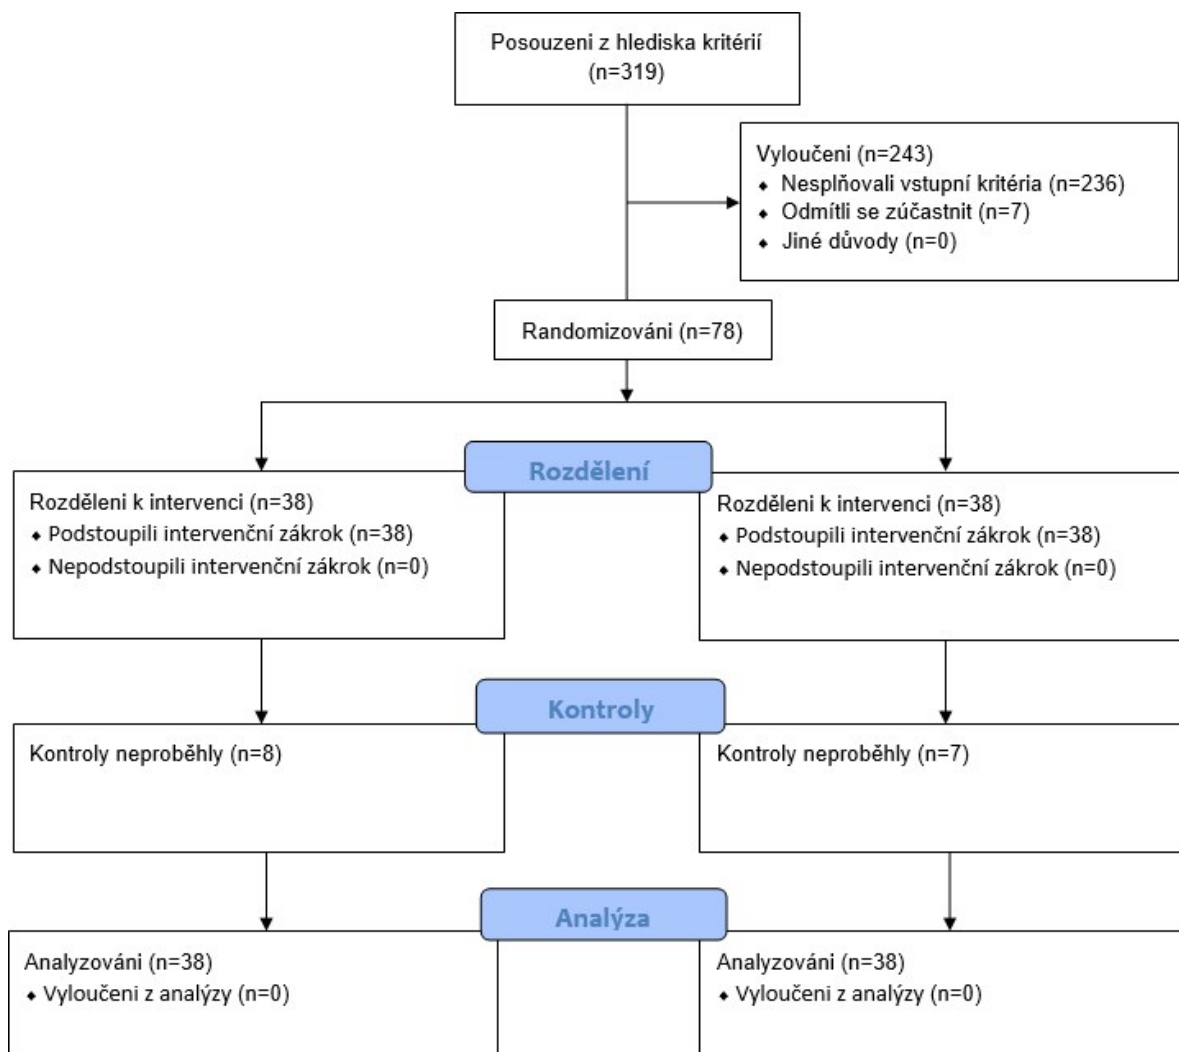 Posouzeni z hlediska kritérií
(n=319)
Vyloučeni (n=243)
⬥ Nesplňovali vstupní kritéria (n=236)
⬥ Odmítli se zúčastnit (n=7)
⬥ Jiné důvody (n=0)
Randomizováni (n=78)
Rozdělení
Rozděleni k intervenci (n=38)
⬥ Podstoupili intervenční zákrok (n=38)
⬥ Nepodstoupili intervenční zákrok (n=0)
Rozděleni k intervenci (n=38)
⬥ Podstoupili intervenční zákrok (n=38)
⬥ Nepodstoupili intervenční zákrok (n=0)
Kontroly
Kontroly neproběhly (n=8)
Kontroly neproběhly (n=7)
Analýza
Analyzováni (n=38)
⬥ Vyloučeni z analýzy (n=0)
Analyzováni (n=38)
⬥ Vyloučeni z analýzy (n=0)